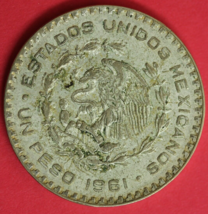 ESTADOS UNIDOS MEXICANOS
UN PESO 1961